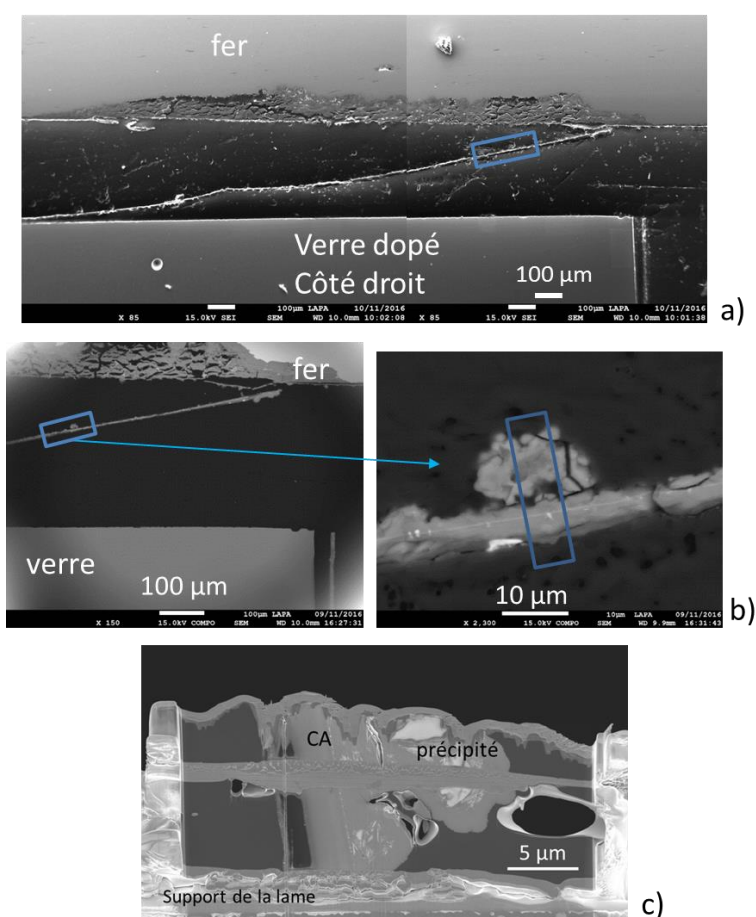 fer
Verre dopé
Côté droit
100 µm
100µm LAPA 10/11/2016
X 85 15.0kV SEI SEM WD 10.0mm 10:02:08
100µm LAPA 10/11/2016
X 85 15.0kV SEI SEM WD 10.0mm 10:01:38
a)
fer
verre
100 µm
100µm LAPA 09/11/2016
X 150 15.0kV COMPO SEM WD 10.0mm 16:27:31
10 µm
10µm LAPA 09/11/2016
X 2,300 15.0kV COMPO SEM WD 9.9mm 16:31:43
b)
CA
précipité
5 µm
Support de la lame
c)